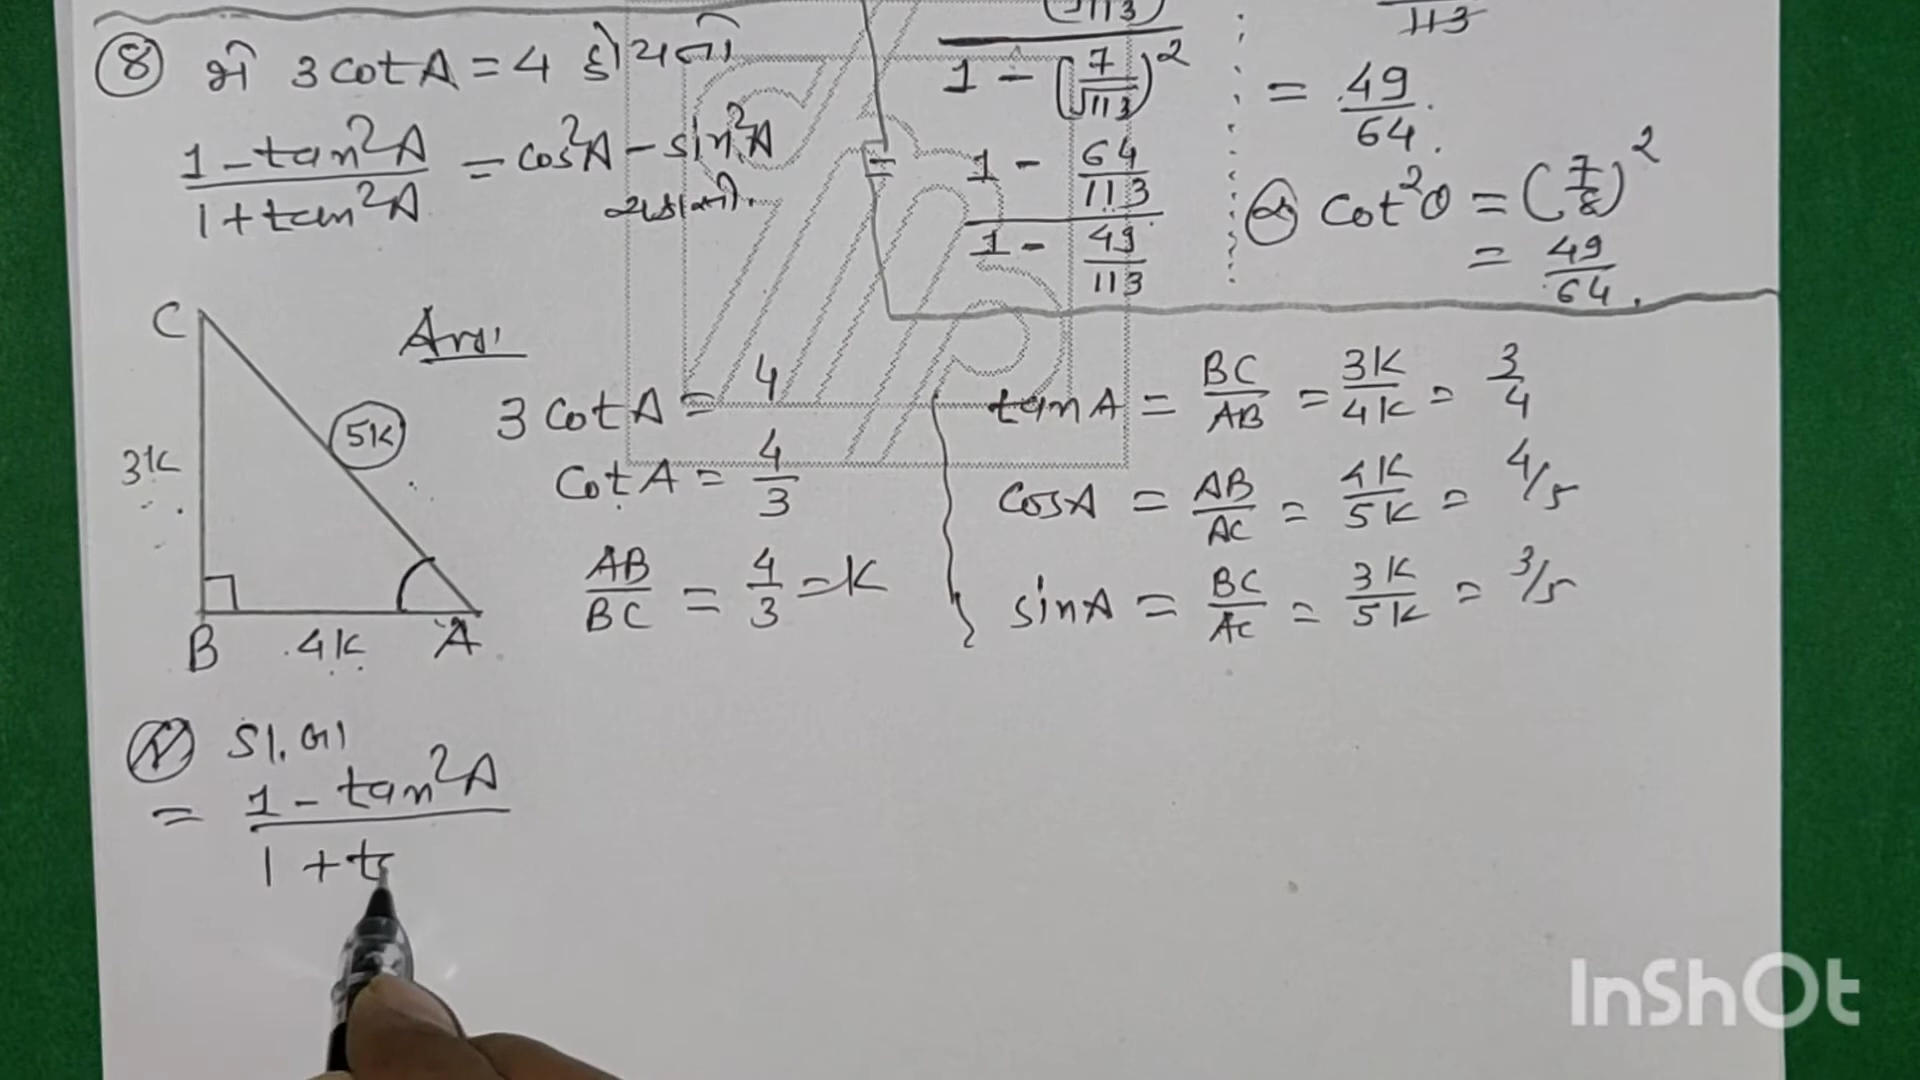 ⑧ જો 3 cot A = 4 હોય તો
1 - tan²A / 1 + tan²A = cos²A - sin²A
ચકાસો.
1 - (7/√113)²
= 1 - 64/113 / 1 - 49/113
113
= 49/64.
② cot²θ = (7/8)²
= 49/64.
C
3K
5K
B 4K A
Ans:
3 cot A = 4
cot A = 4/3
AB/BC = 4/3 = K
tan A = BC/AB = 3K/4K = 3/4
cos A = AB/AC = 4K/5K = 4/5
sin A = BC/AC = 3K/5K = 3/5
ડા.બા
= 1 - tan²A
1 + t
InShOt